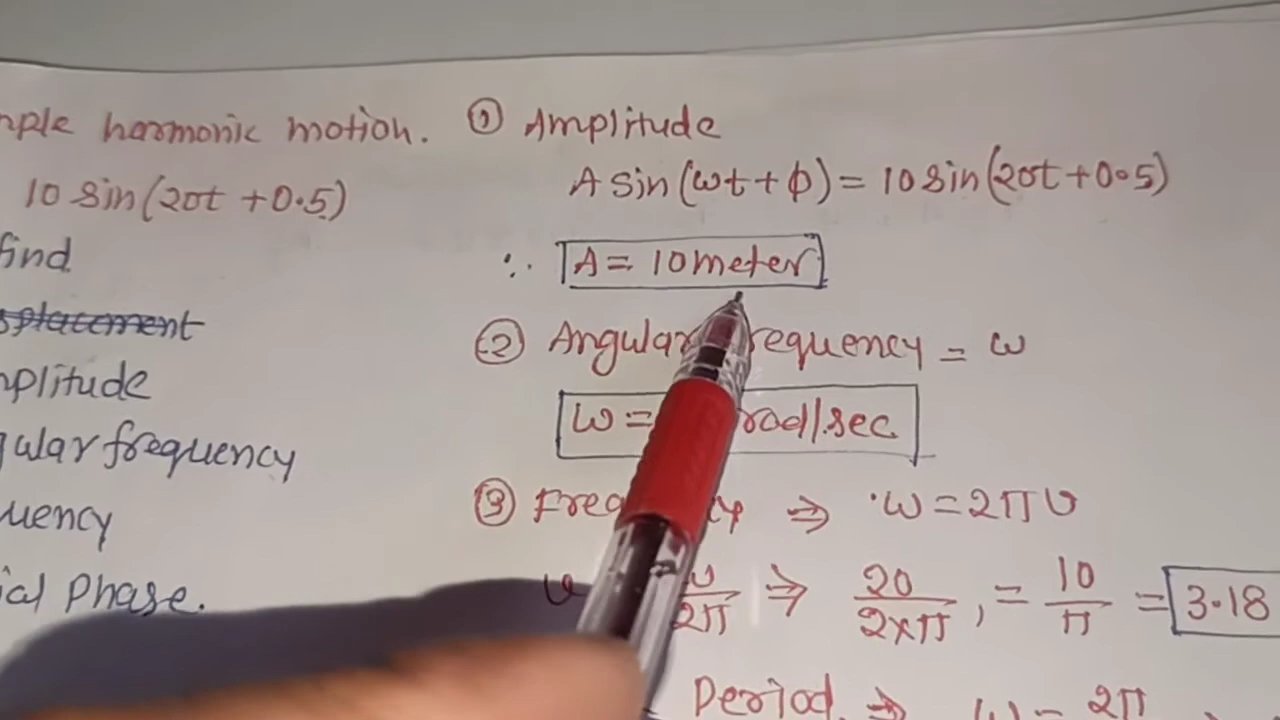 mple harmonic motion.
10 sin(20t + 0.5)
find
splacement
mplitude
gular frequency
uency
ial Phase.
① Amplitude
A sin(ωt+ϕ) = 10 sin(20t+0.5)
∴ A = 10 meter
② Angular frequency = ω
ω = rad/sec
③ Freq y ⇒ ω = 2πυ
υ ω/2π ⇒ 20/2×π, = 10/π = 3.18
Period ⇒ ω = 2π